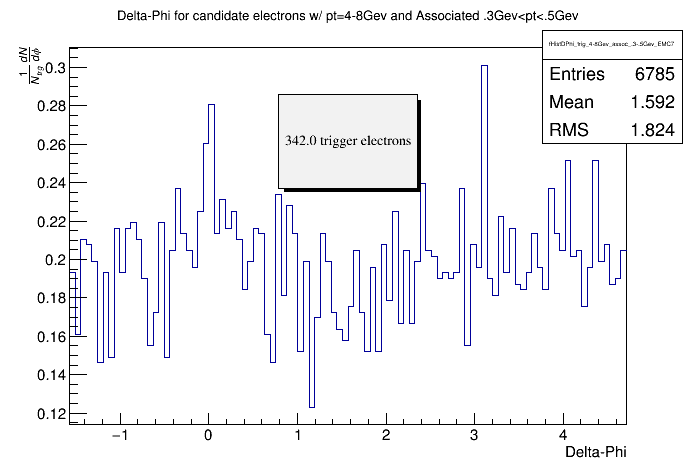 Delta-Phi for candidate electrons w/ pt=4-8Gev and Associated .3Gev<pt<.5Gev
1 dN
N_trig dϕ
fHistDPhi_trig_4-8Gev_assoc_.3-.5Gev_EMC7
Entries 6785
Mean 1.592
RMS 1.824
342.0 trigger electrons
0.3
0.28
0.26
0.24
0.22
0.2
0.18
0.16
0.14
0.12
−1 0 1 2 3 4
Delta-Phi